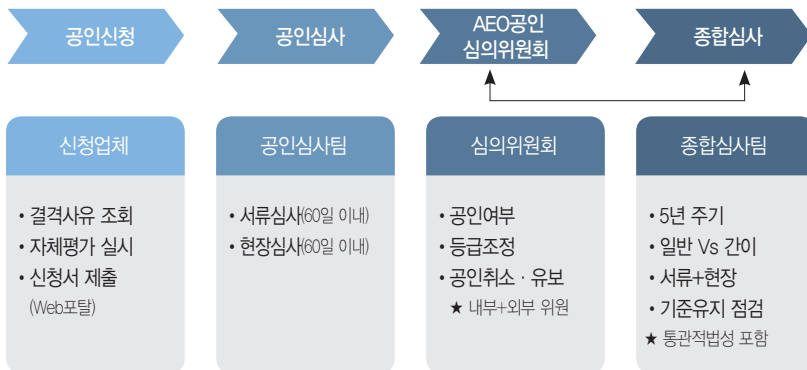 공인신청
공인심사
AEO공인
심의위원회
종합심사
신청업체
• 결격사유 조회
• 자체평가 실시
• 신청서 제출
(Web포탈)
공인심사팀
• 서류심사(60일 이내)
• 현장심사(60일 이내)
심의위원회
• 공인여부
• 등급조정
• 공인취소 · 유보
★ 내부+외부 위원
종합심사팀
• 5년 주기
• 일반 Vs 간이
• 서류+현장
• 기준유지 점검
★ 통관적법성 포함